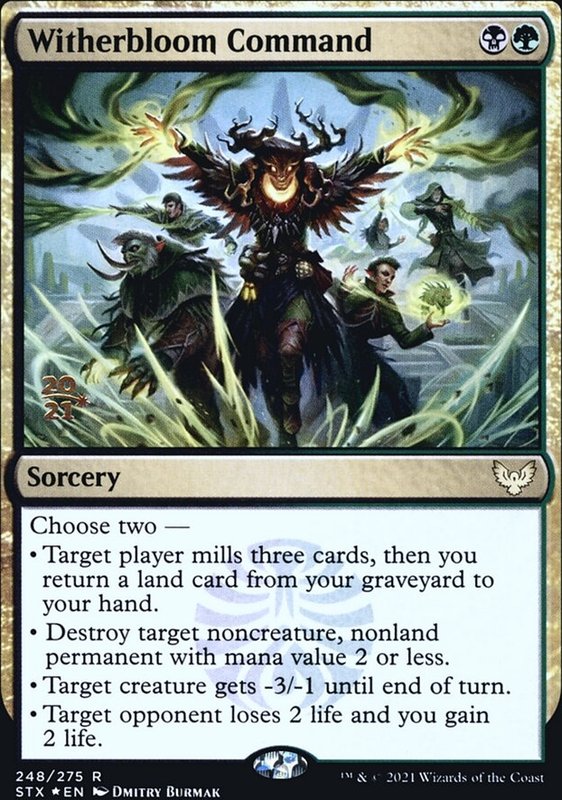 Witherbloom Command
20
21
Sorcery
Choose two —
• Target player mills three cards, then you
return a land card from your graveyard to
your hand.
• Destroy target noncreature, nonland
permanent with mana value 2 or less.
• Target creature gets -3/-1 until end of turn.
• Target opponent loses 2 life and you gain
2 life.
248/275 R
STX ★ EN Dmitry Burmak
™ & © 2021 Wizards of the Coast